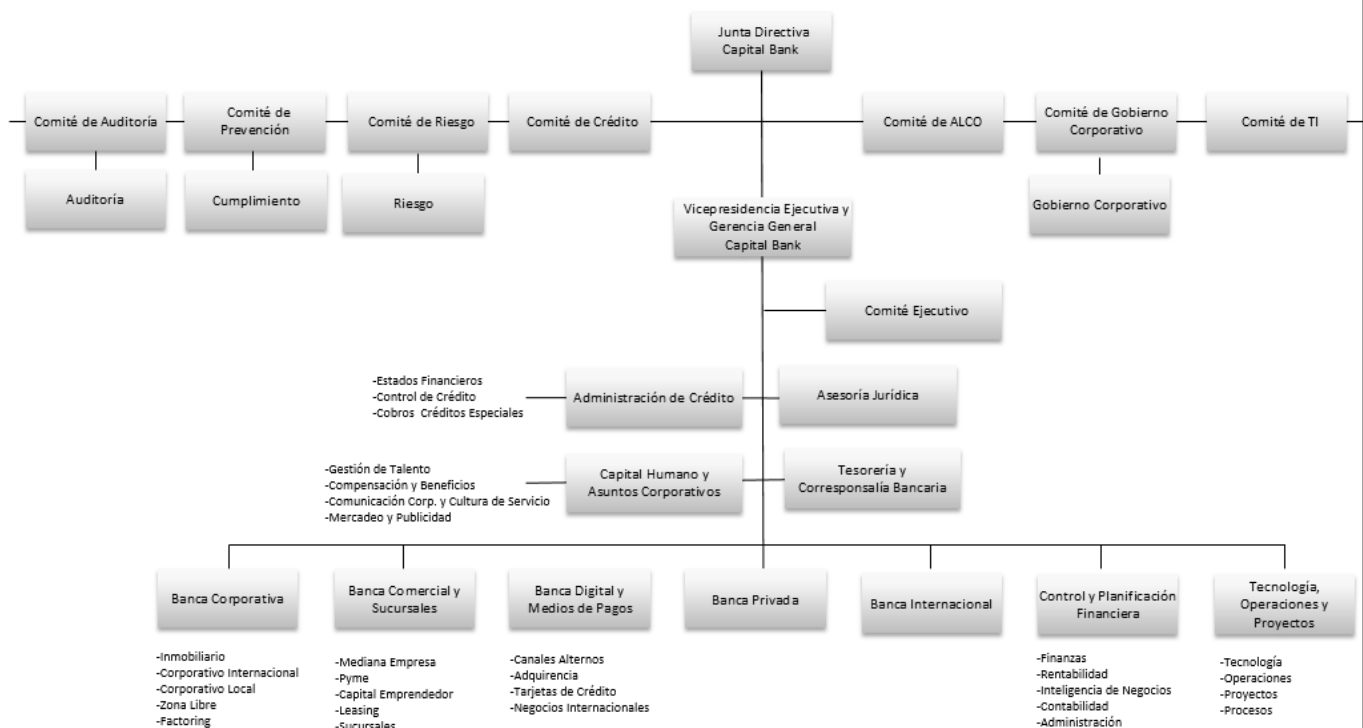 Junta Directiva
Capital Bank
Comité de Auditoría
Comité de
Prevención
Comité de Riesgo
Comité de Crédito
Comité de ALCO
Comité de Gobierno
Corporativo
Comité de TI
Auditoría
Cumplimiento
Riesgo
Gobierno Corporativo
Vicepresidencia Ejecutiva y
Gerencia General
Capital Bank
Comité Ejecutivo
-Estados Financieros
-Control de Crédito
-Cobros Créditos Especiales
Administración de Crédito
Asesoría Jurídica
-Gestión de Talento
-Compensación y Beneficios
-Comunicación Corp. y Cultura de Servicio
-Mercadeo y Publicidad
Capital Humano y
Asuntos Corporativos
Tesorería y
Corresponsalía Bancaria
Banca Corporativa
-Inmobiliario
-Corporativo Internacional
-Corporativo Local
-Zona Libre
-Factoring
Banca Comercial y
Sucursales
-Mediana Empresa
-Pyme
-Capital Emprendedor
-Leasing
-Sucursales
Banca Digital y
Medios de Pagos
-Canales Alternos
-Adquirencia
-Tarjetas de Crédito
-Negocios Internacionales
Banca Privada
Banca Internacional
Control y Planificación
Financiera
-Finanzas
-Rentabilidad
-Inteligencia de Negocios
-Contabilidad
-Administración
Tecnología,
Operaciones y
Proyectos
-Tecnología
-Operaciones
-Proyectos
-Procesos